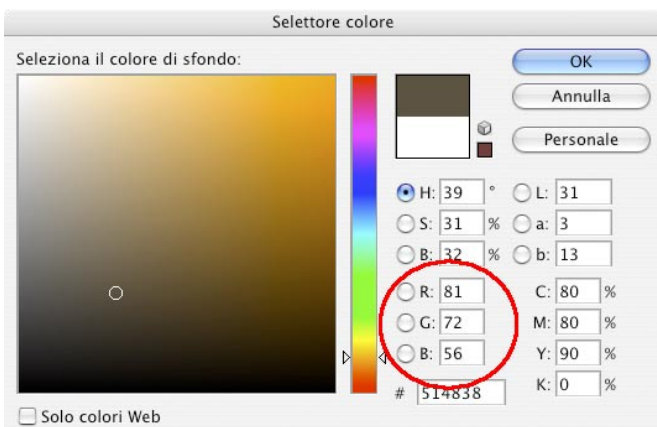 Selettore colore
Seleziona il colore di sfondo:
OK
Annulla
Personale
H: 39 °
L: 31
S: 31 %
a: 3
B: 32 %
b: 13
R: 81
C: 80 %
G: 72
M: 80 %
B: 56
Y: 90 %
# 514838
K: 0 %
Solo colori Web